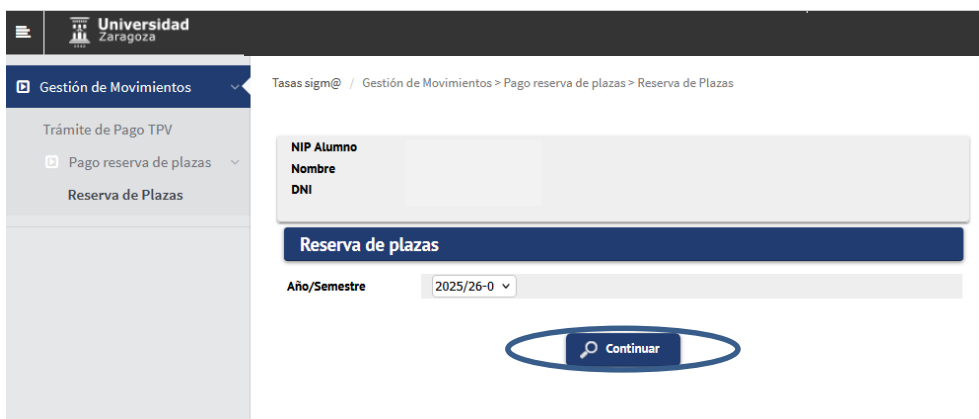 Universidad
Zaragoza
Gestión de Movimientos
Trámite de Pago TPV
Pago reserva de plazas
Reserva de Plazas
Tasas sigm@ / Gestión de Movimientos > Pago reserva de plazas > Reserva de Plazas
NIP Alumno
Nombre
DNI
Reserva de plazas
Año/Semestre 2025/26-0
Continuar